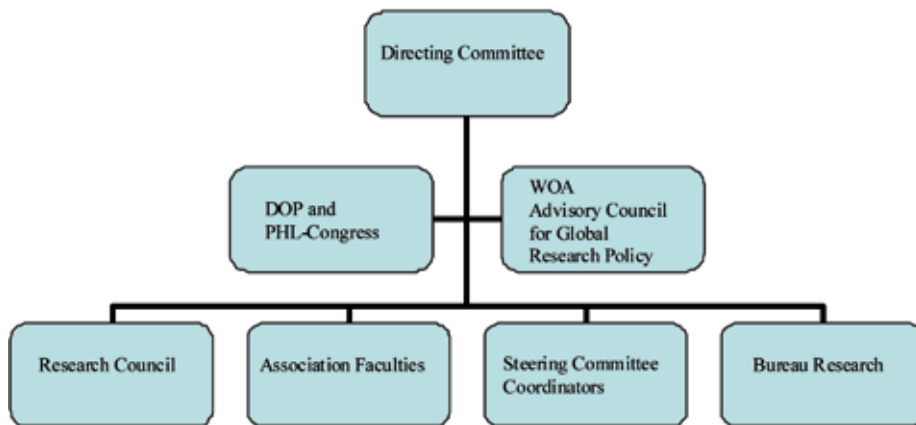 Directing Committee
DOP and
PHL-Congress
WOA
Advisory Council
for Global
Research Policy
Research Council
Association Faculties
Steering Committee
Coordinators
Bureau Research